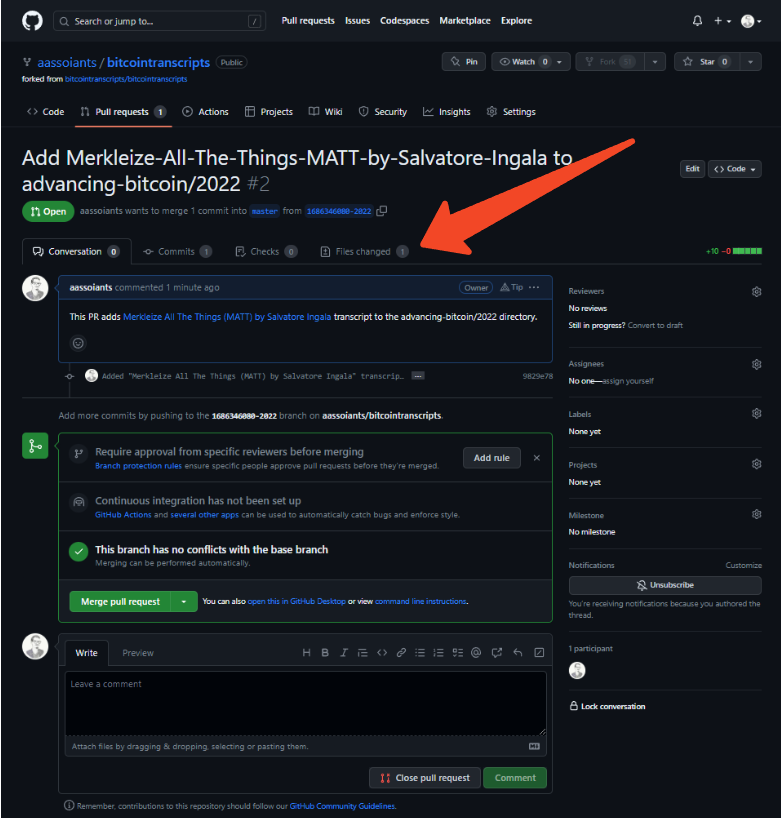 Search or jump to... /
Pull requests Issues Codespaces Marketplace Explore
aassoiants / bitcointranscripts Public
forked from bitcointranscripts/bitcointranscripts
Pin Watch 0 Fork Star 0
Code Pull requests 1 Actions Projects Wiki Security Insights Settings
Add Merkleize-All-The-Things-MATT-by-Salvatore-Ingala to
advancing-bitcoin/2022 #2
Edit Code
Open aassoiants wants to merge 1 commit into master from 1686346080-2022
Conversation 0 Commits 1 Checks 0 Files changed 1
+10 -0
aassoiants commented 1 minute ago Owner Tip ...
This PR adds Merkleize All The Things (MATT) by Salvatore Ingala transcript to the advancing-bitcoin/2022 directory.
Added "Merkleize All The Things (MATT) by Salvatore Ingala" transcrip… ... 9829e78
Add more commits by pushing to the 1686346080-2022 branch on aassoiants/bitcointranscripts.
Require approval from specific reviewers before merging
Branch protection rules ensure specific people approve pull requests before they're merged.
Add rule
Continuous integration has not been set up
GitHub Actions and several other apps can be used to automatically catch bugs and enforce style.
This branch has no conflicts with the base branch
Merging can be performed automatically.
Merge pull request You can also open this in GitHub Desktop or view command line instructions.
Write Preview
H B I @
Leave a comment
Attach files by dragging & dropping, selecting or pasting them.
Close pull request Comment
Remember, contributions to this repository should follow our GitHub Community Guidelines.
Reviewers
No reviews
Still in progress? Convert to draft
Assignees
No one—assign yourself
Labels
None yet
Projects
None yet
Milestone
No milestone
Notifications Customize
Unsubscribe
You're receiving notifications because you authored the
thread.
1 participant
Lock conversation